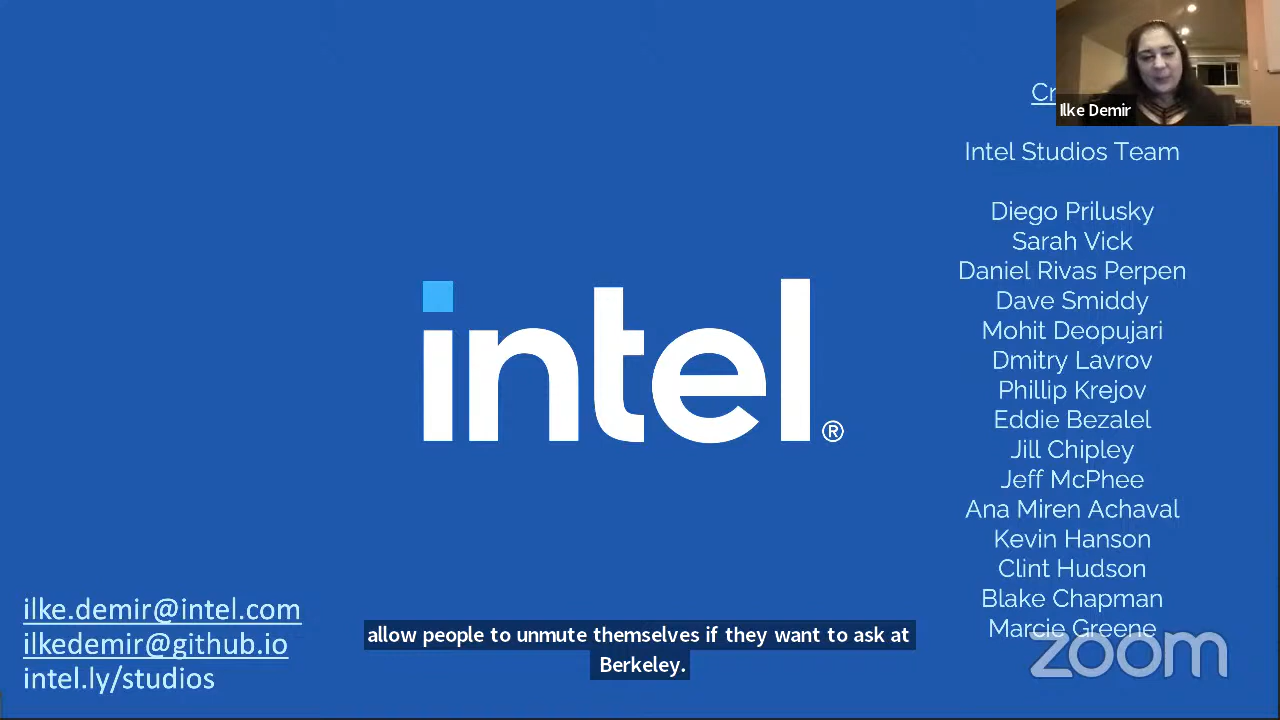 Cr
Ilke Demir
Intel Studios Team
Diego Prilusky
Sarah Vick
Daniel Rivas Perpen
Dave Smiddy
Mohit Deopujari
Dmitry Lavrov
Phillip Krejov
Eddie Bezalel
Jill Chipley
Jeff McPhee
Ana Miren Achaval
Kevin Hanson
Clint Hudson
Blake Chapman
Marcie Greene
intel®
ilke.demir@intel.com
ilkedemir@github.io
intel.ly/studios
allow people to unmute themselves if they want to ask at
Berkeley.
zoom